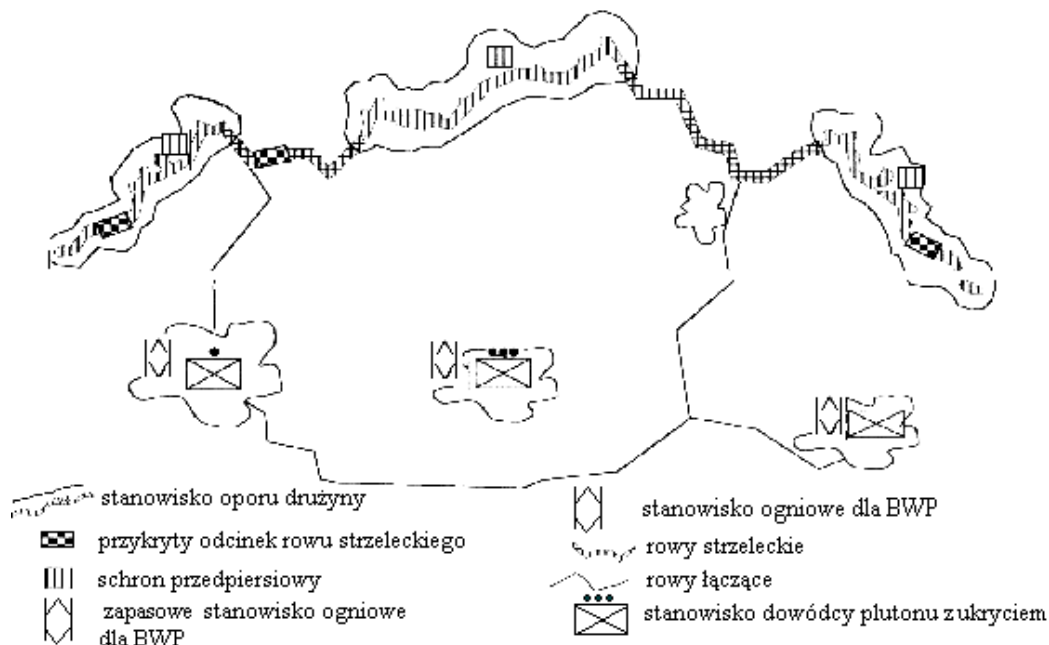 stanowisko oporu drużyny
przykryty odcinek rowu strzeleckiego
schron przedpiersiowy
zapasowe stanowisko ogniowe
dla BWP
stanowisko ogniowe dla BWP
rowy strzeleckie
rowy łączące
stanowisko dowódcy plutonu z ukryciem